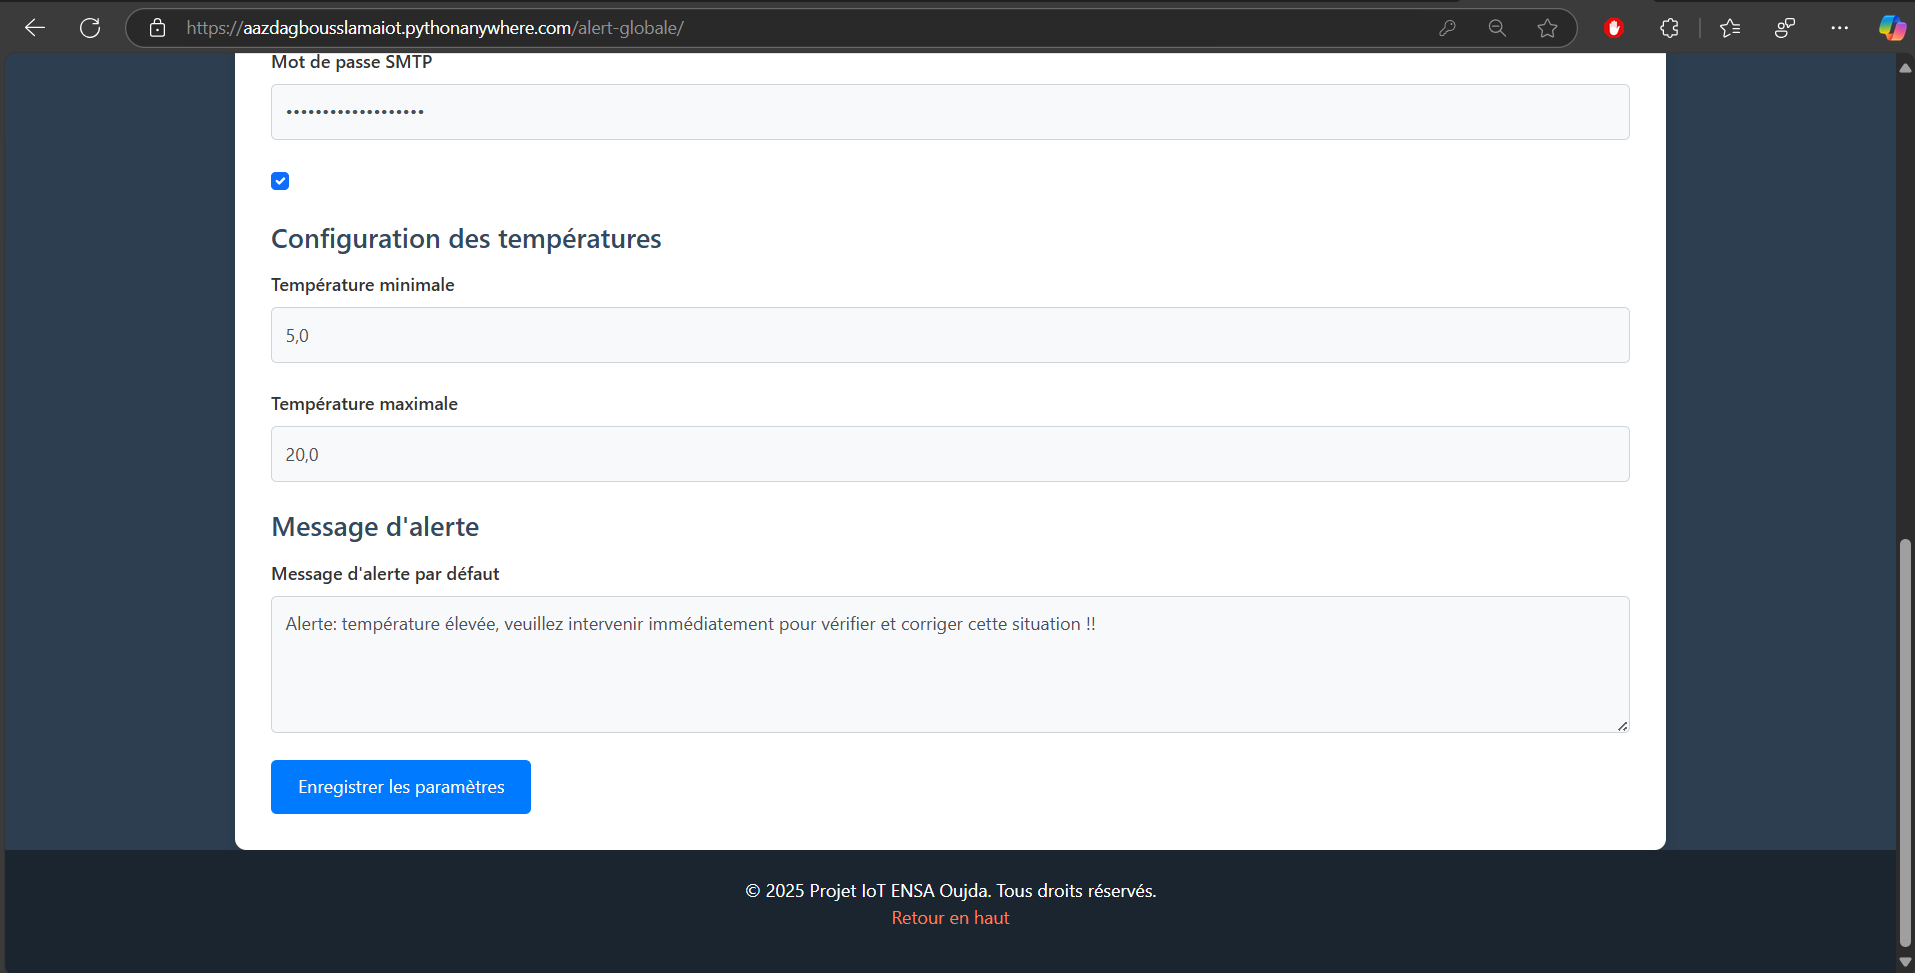 https://aazdagbousslamaiot.pythonanywhere.com/alert-globale/
Mot de passe SMTP
•••••••••••••••••••
Configuration des températures
Température minimale
5,0
Température maximale
20,0
Message d'alerte
Message d'alerte par défaut
Alerte: température élevée, veuillez intervenir immédiatement pour vérifier et corriger cette situation !!
Enregistrer les paramètres
© 2025 Projet IoT ENSA Oujda. Tous droits réservés.
Retour en haut